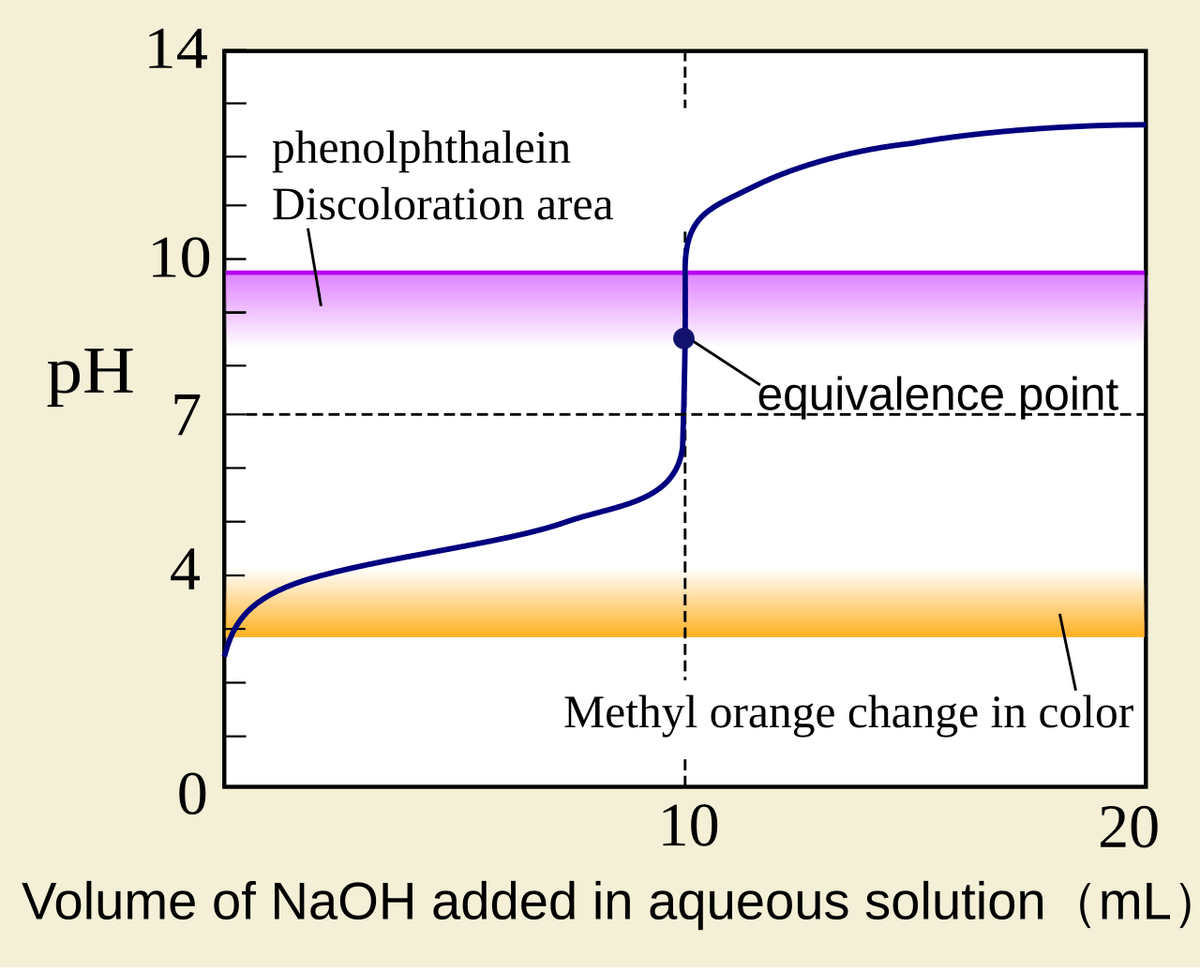 14
phenolphthalein
Discoloration area
10
pH
equivalence point
7
4
Methyl orange change in color
0
10
20
Volume of NaOH added in aqueous solution（mL）